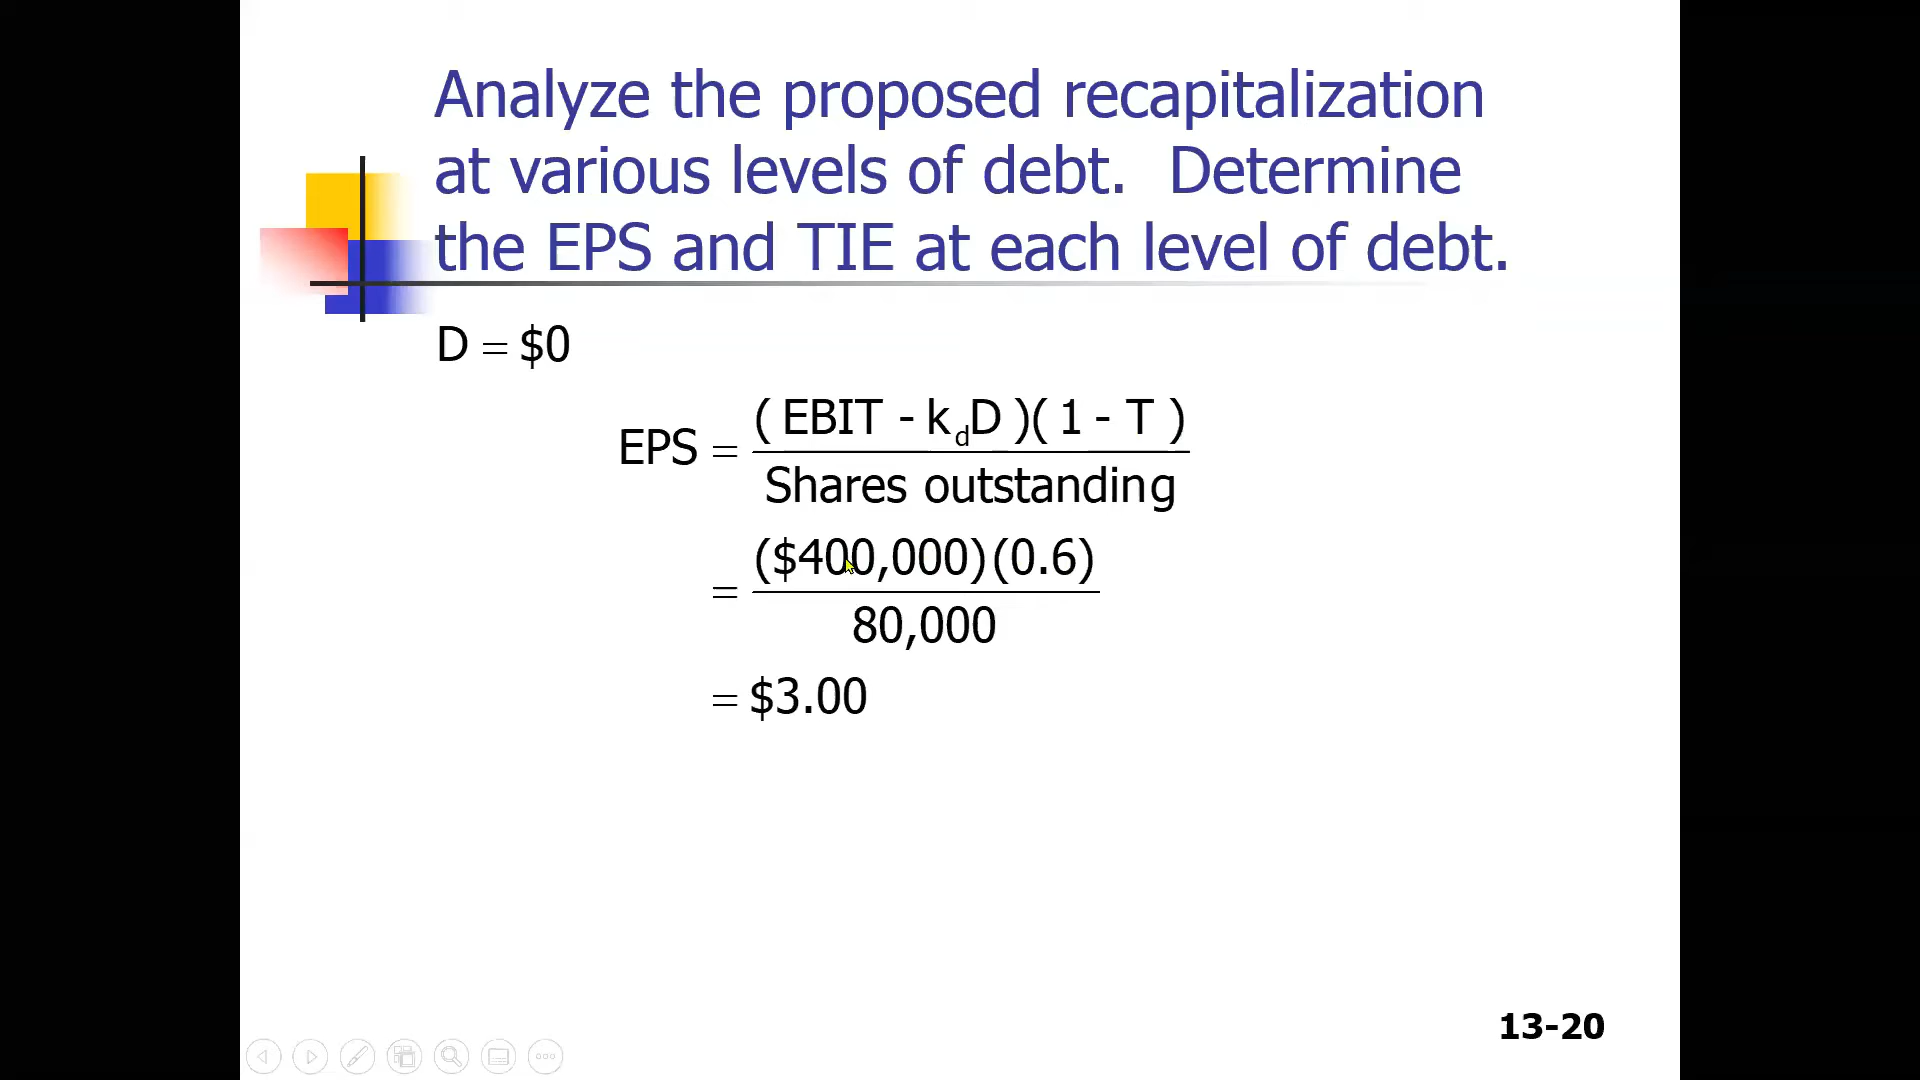 Analyze the proposed recapitalization
at various levels of debt.  Determine
the EPS and TIE at each level of debt.
D = $0
EPS = ( EBIT - k_d D )( 1 - T ) / Shares outstanding
= ($400,000)(0.6) / 80,000
= $3.00
13-20